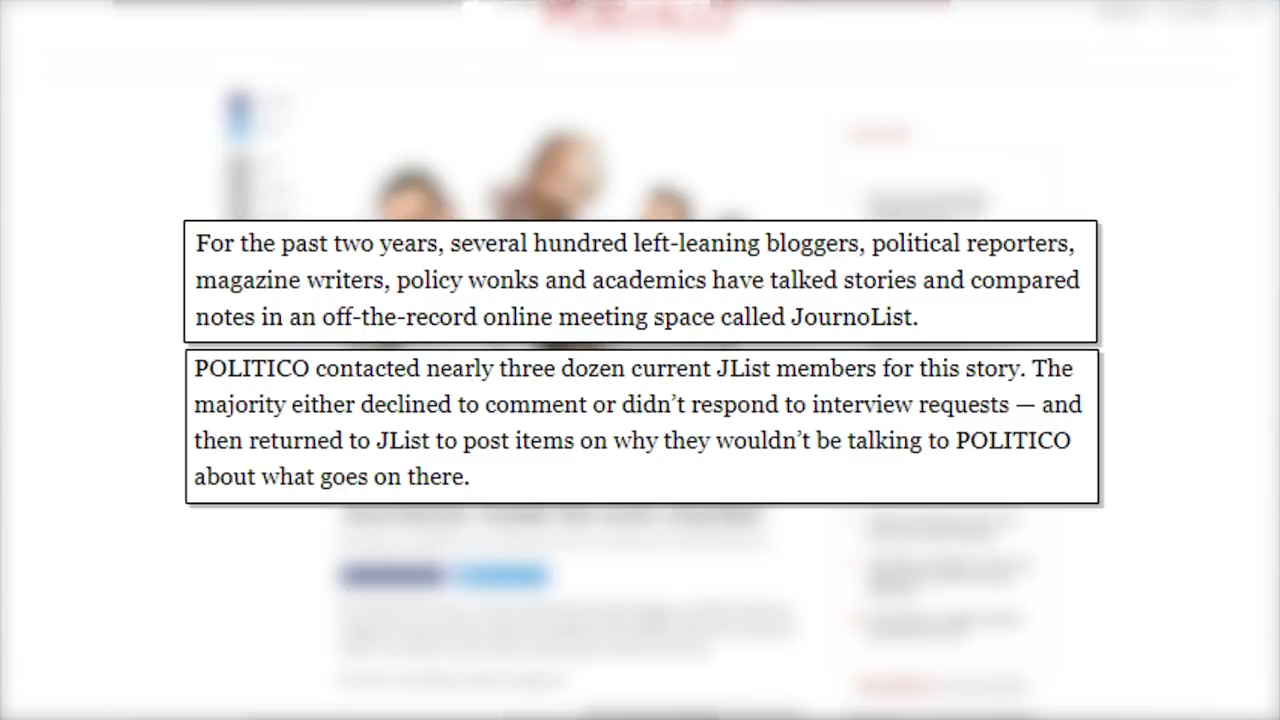 For the past two years, several hundred left-leaning bloggers, political reporters,
magazine writers, policy wonks and academics have talked stories and compared
notes in an off-the-record online meeting space called JournoList.
POLITICO contacted nearly three dozen current JList members for this story. The
majority either declined to comment or didn’t respond to interview requests — and
then returned to JList to post items on why they wouldn’t be talking to POLITICO
about what goes on there.